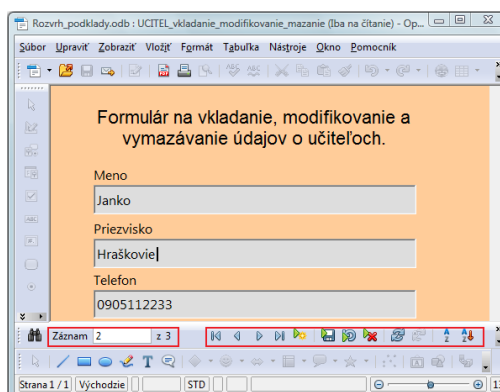 Rozvrh_podklady.odb : UCITEL_vkladanie_modifikovanie_mazanie (Iba na čítanie) - Op...
Súbor Upraviť Zobraziť Vložiť Formát Tabuľka Nástroje Okno Pomocník
Formulár na vkladanie, modifikovanie a
vymazávanie údajov o učiteľoch.
Meno
Janko
Priezvisko
Hraškovie
Telefon
0905112233
Záznam 2 z 3
Strana 1 / 1 Východzie STD